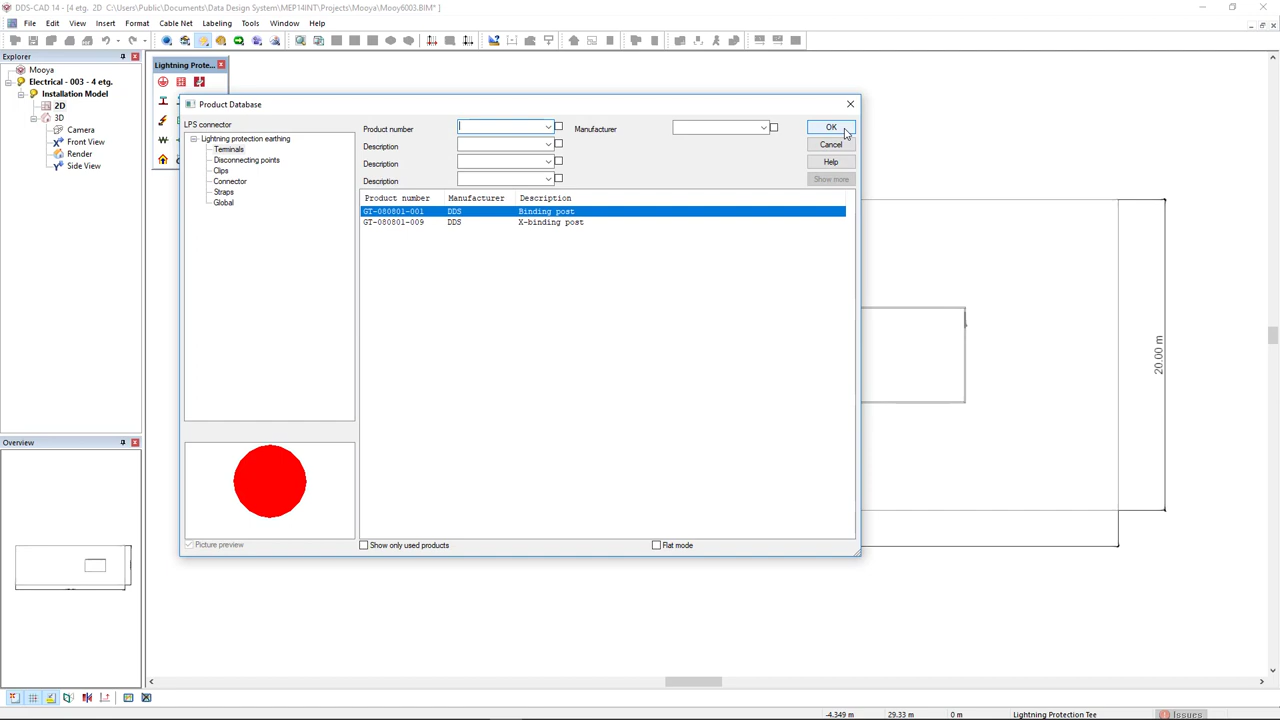 DDS-CAD 14 - [4 etg.  2D  C:\Users\Public\Documents\Data Design System\MEP14INT\Projects\Mooya\Mooy6003.BIM*]
File Edit View Insert Format Cable Net Labeling Tools Window Help
Explorer
Mooya
Electrical - 003 - 4 etg.
Installation Model
2D
3D
Camera
Front View
Render
Side View
Lightning Prote...
Product Database
LPS connector
Lightning protection earthing
Terminals
Disconnecting points
Clips
Connector
Straps
Global
Product number
Manufacturer
Description
Description
Description
OK
Cancel
Help
Show more
Product number Manufacturer Description
GT-080801-001 DDS Binding post
GT-080801-009 DDS X-binding post
Picture preview
Show only used products
Flat mode
20.00 m
Overview
-4.349 m 29.33 m 0 m Lightning Protection Tee Issues